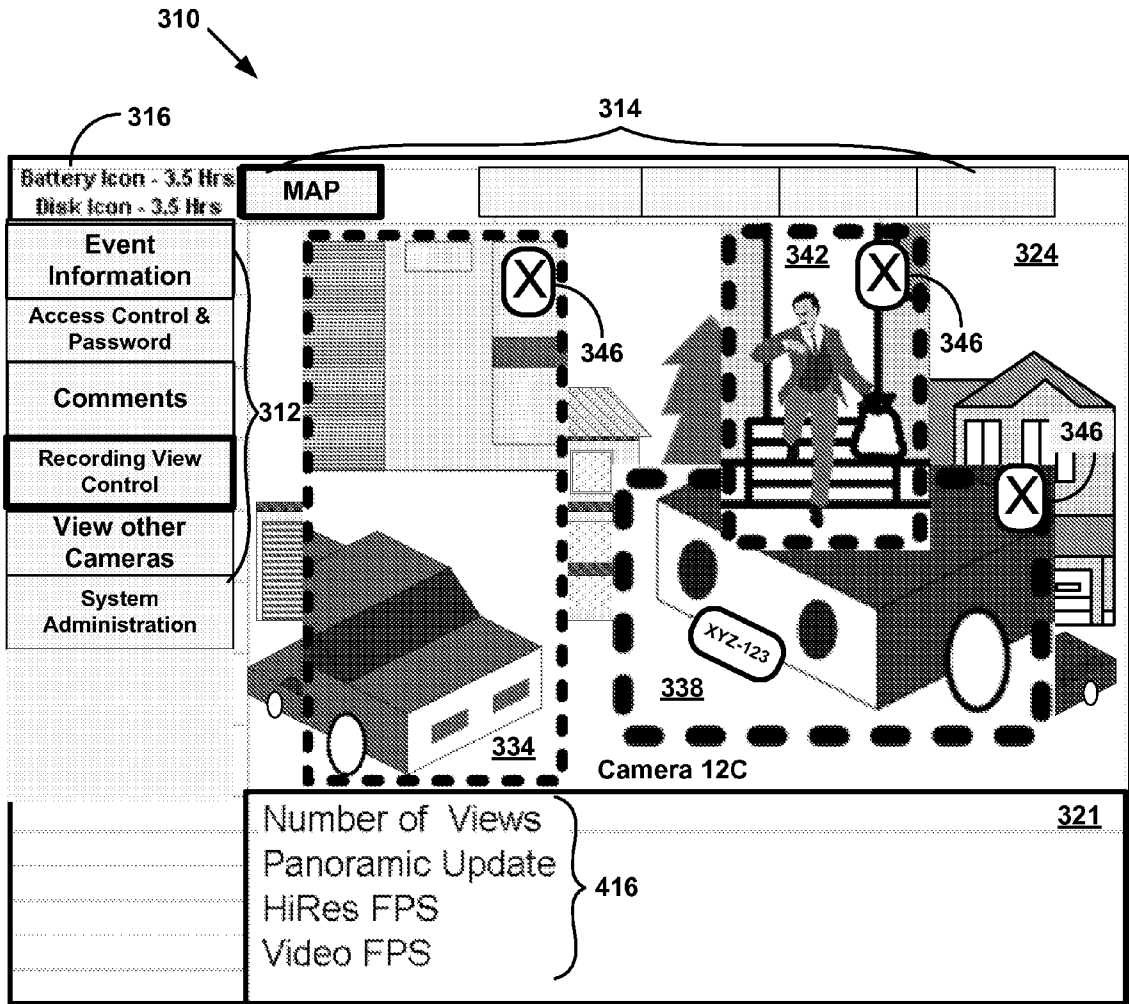 310
316
314
Battery Icon - 3.5 Hrs
Disk Icon - 3.5 Hrs
MAP
Event
Information
Access Control &
Password
Comments
312
Recording View
Control
View other
Cameras
System
Administration
X
346
342
X
346
324
346
X
XYZ-123
338
334
Camera 12C
Number of Views
Panoramic Update
HiRes FPS
Video FPS
416
321